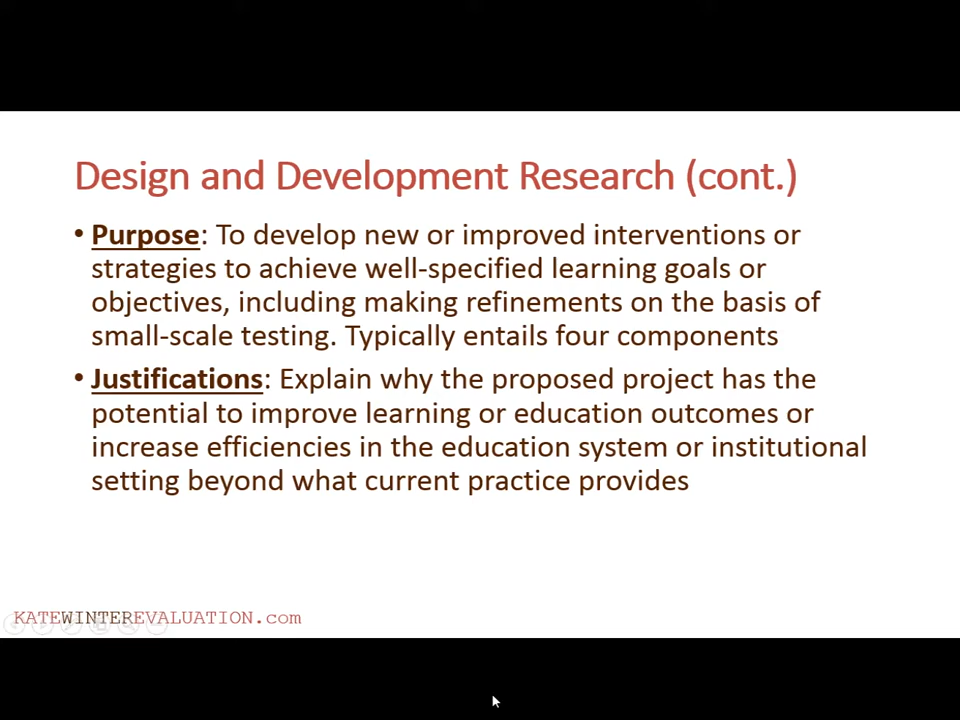 Design and Development Research (cont.)
• Purpose: To develop new or improved interventions or
strategies to achieve well-specified learning goals or
objectives, including making refinements on the basis of
small-scale testing. Typically entails four components
• Justifications: Explain why the proposed project has the
potential to improve learning or education outcomes or
increase efficiencies in the education system or institutional
setting beyond what current practice provides
KATEWINTEREVALUATION.com